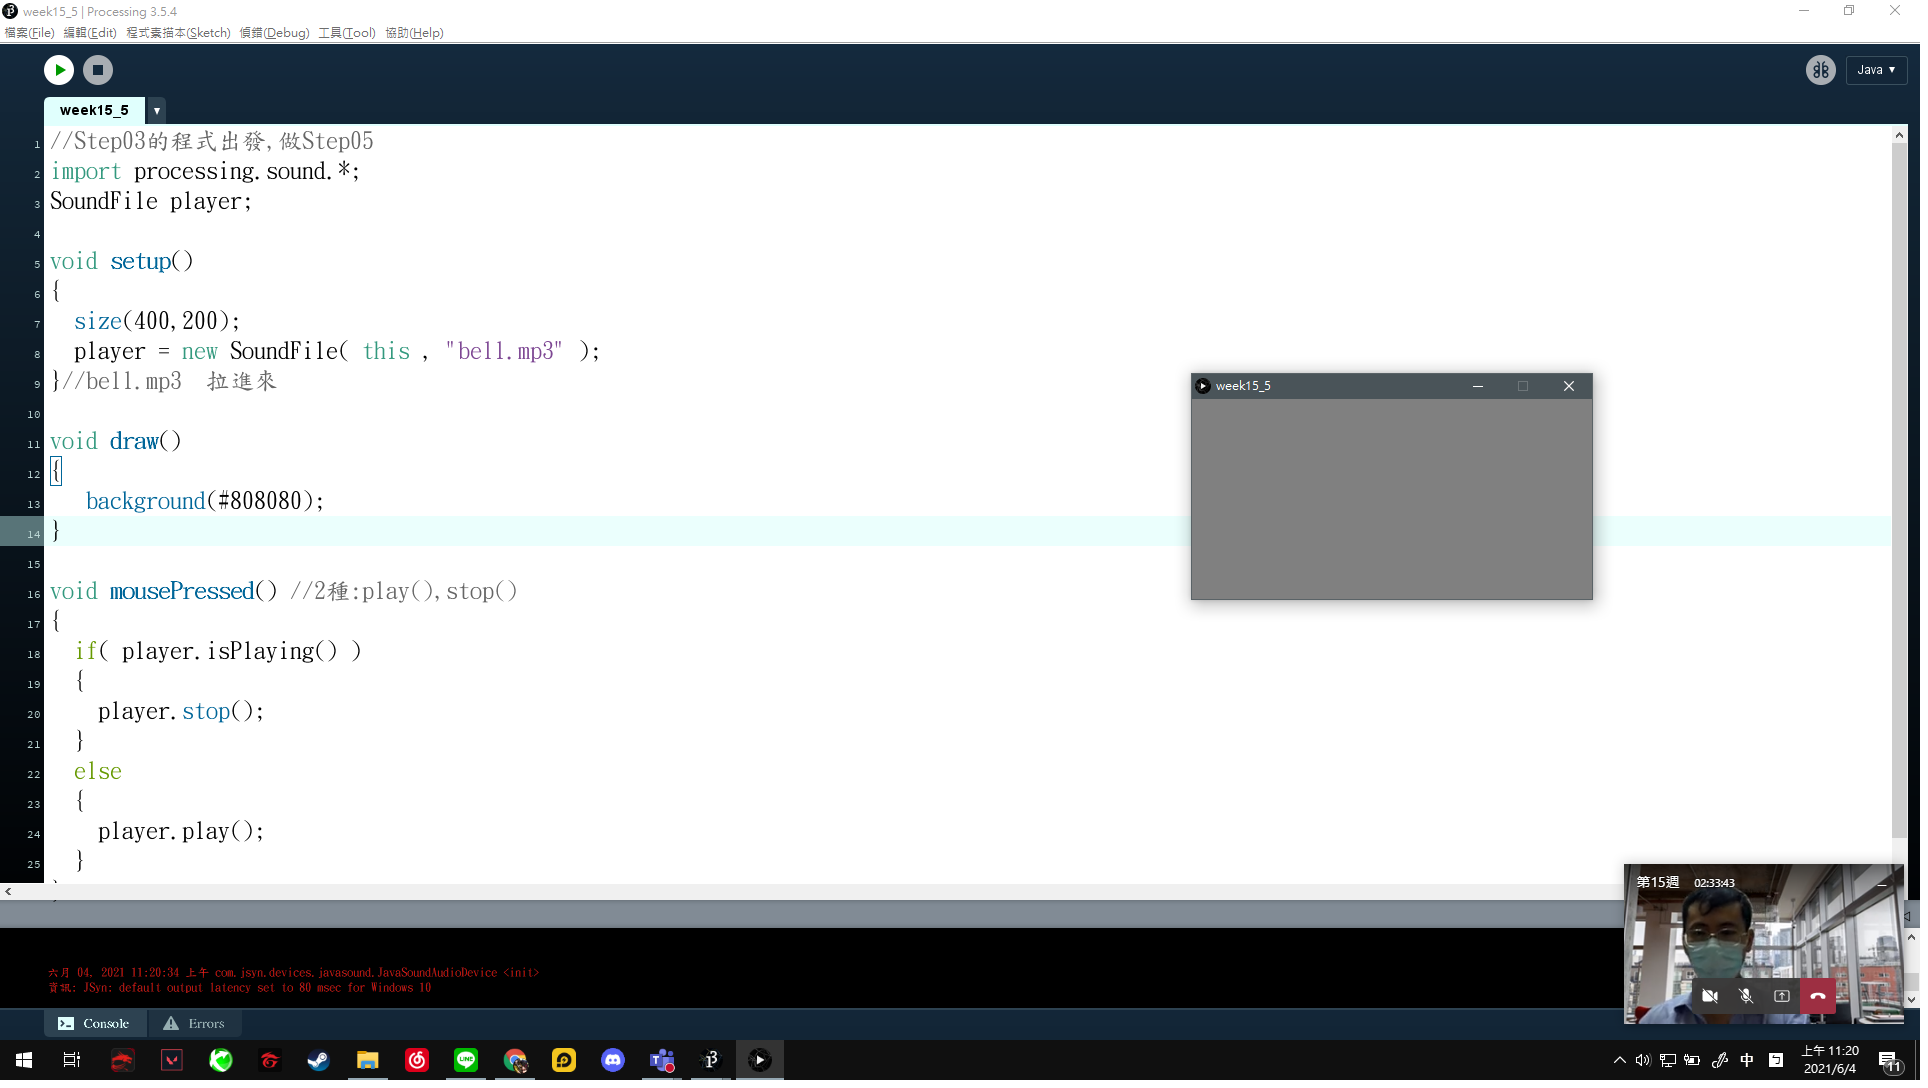 week15_5 | Processing 3.5.4
檔案(File) 編輯(Edit) 程式素描本(Sketch) 偵錯(Debug) 工具(Tool) 協助(Help)
Java ▼
week15_5 ▼
1 //Step03的程式出發,做Step05
2 import processing.sound.*;
3 SoundFile player;
4
5 void setup()
6 {
7 size(400,200);
8 player = new SoundFile( this , "bell.mp3" );
9 }//bell.mp3 拉進來
10
11 void draw()
12 {
13 background(#808080);
14 }
15
16 void mousePressed() //2種:play(),stop()
17 {
18 if( player.isPlaying() )
19 {
20 player.stop();
21 }
22 else
23 {
24 player.play();
25 }
week15_5
第15週 02:33:43
六月 04, 2021 11:20:34 上午 com.jsyn.devices.javasound.JavaSoundAudioDevice <init>
資訊: JSyn: default output latency set to 80 msec for Windows 10
Console Errors
中
上午 11:20
2021/6/4
11